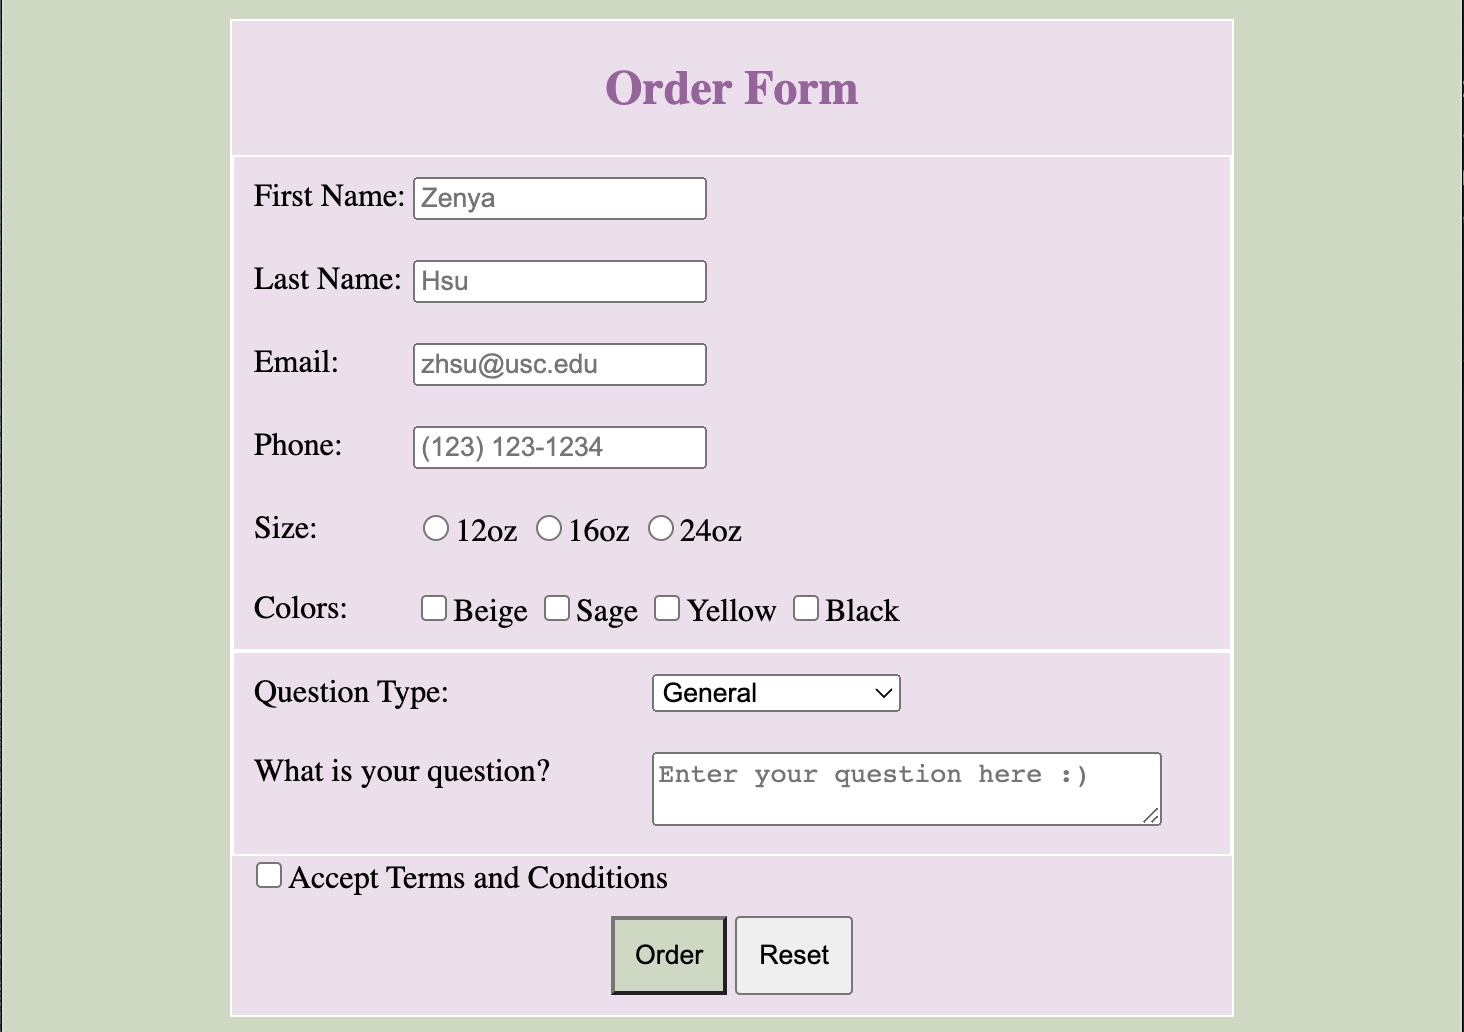 Order Form
First Name: Zenya
Last Name: Hsu
Email: zhsu@usc.edu
Phone: (123) 123-1234
Size: 12oz 16oz 24oz
Colors: Beige Sage Yellow Black
Question Type: General
What is your question? Enter your question here :)
Accept Terms and Conditions
Order Reset